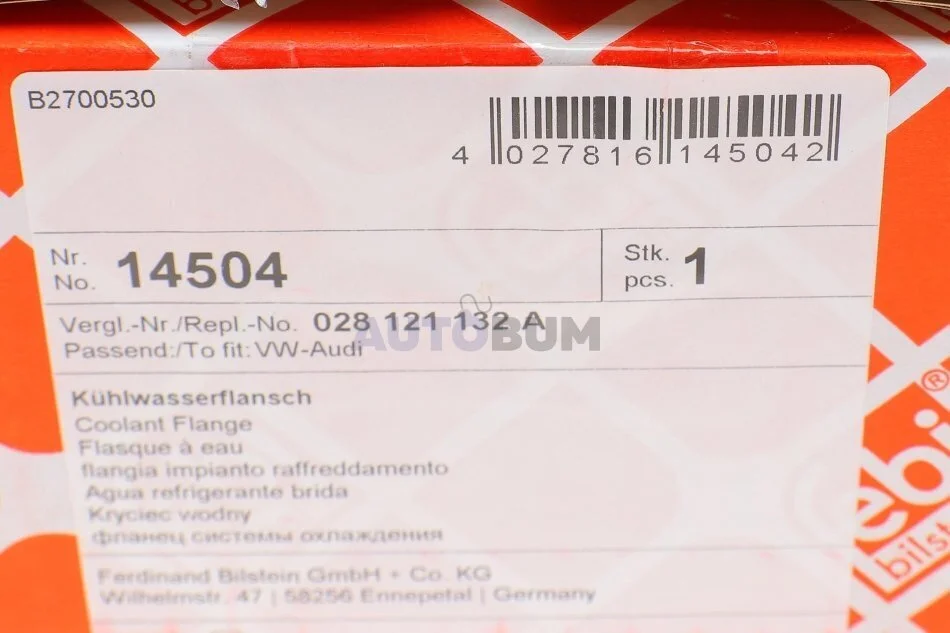 B2700530
4 027816 145042
Nr.
No. 14504
Stk.
pcs. 1
Vergl.-Nr./Repl.-No. 028 121 132 A
Passend:/To fit: VW-Audi
AUTOBUM
Kühlwasserflansch
Coolant Flange
Flasque à eau
flangia impianto raffreddamento
Agua refrigerante brida
Kryciec wodny
фланец системы охлаждения
Ferdinand Bilstein GmbH + Co. KG
Wilhelmstr. 47 | 58256 Ennepetal | Germany
ebi®
bilst